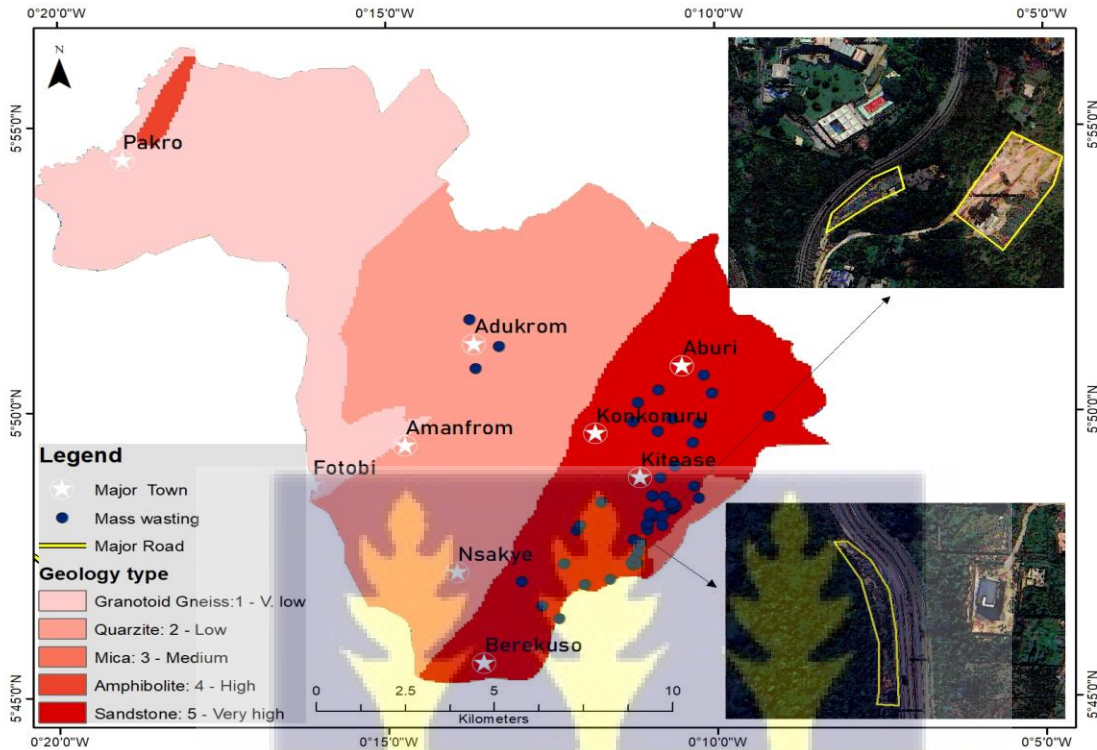 0°20'0"W 0°15'0"W 0°10'0"W 0°5'0"W
N
5°55'0"N 5°55'0"N
Pakro
Adukrom
Aburi
5°50'0"N 5°50'0"N
Konkonuru
Amanfrom
Kitease
Fotobi
Nsakye
Berekuso
Legend
Major Town
Mass wasting
Major Road
Geology type
Granotoid Gneiss:1 - V. low
Quarzite: 2 - Low
Mica: 3 - Medium
Amphibolite: 4 - High
Sandstone: 5 - Very high
0 2.5 5 10
Kilometers
5°45'0"N 5°45'0"N
0°20'0"W 0°15'0"W 0°10'0"W 0°5'0"W